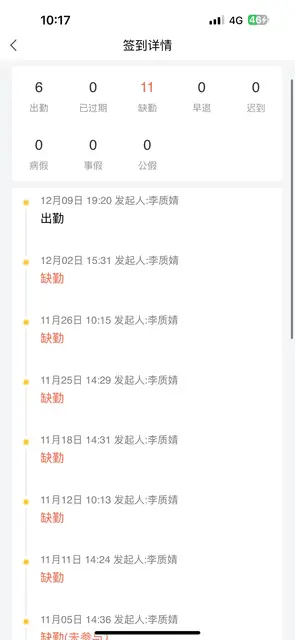 10:17
4G
46
签到详情
6 0 11 0 0
出勤 已过期 缺勤 早退 迟到
0 0 0
病假 事假 公假
12月09日 19:20 发起人:李质婧
出勤
12月02日 15:31 发起人:李质婧
缺勤
11月26日 10:15 发起人:李质婧
缺勤
11月25日 14:29 发起人:李质婧
缺勤
11月18日 14:31 发起人:李质婧
缺勤
11月12日 10:13 发起人:李质婧
缺勤
11月11日 14:24 发起人:李质婧
缺勤
11月05日 14:36 发起人:李质婧
缺勤(未参与)